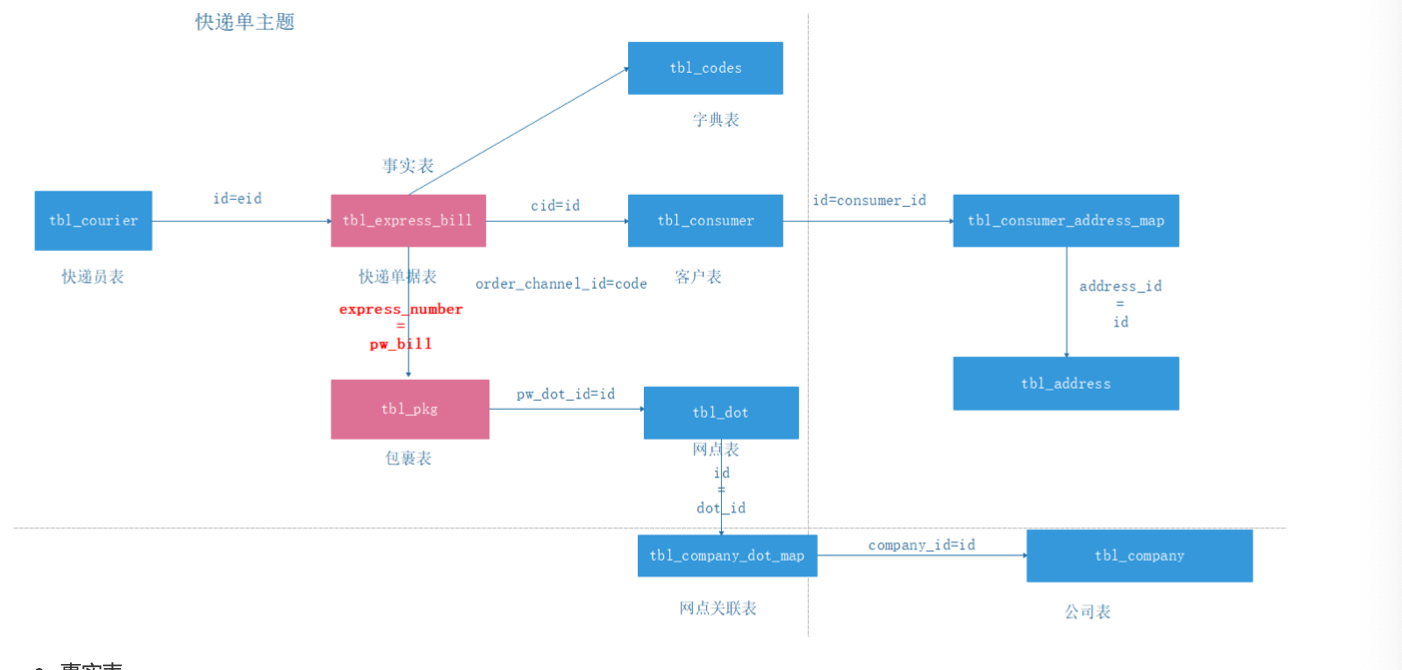 快递单主题
tbl_codes
字典表
事实表
tbl_courier
id=eid
tbl_express_bill
cid=id
tbl_consumer
id=consumer_id
tbl_consumer_address_map
快递员表
快递单据表
order_channel_id=code
客户表
address_id
=
id
express_number
=
pw_bill
tbl_address
tbl_pkg
pw_dot_id=id
tbl_dot
包裹表
网点表
id
=
dot_id
tbl_company_dot_map
company_id=id
tbl_company
网点关联表
公司表
事实表